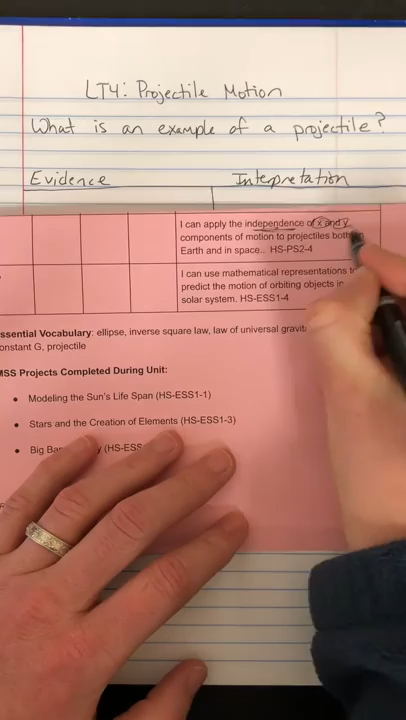 LT4: Projectile Motion
What is an example of a projectile?
Evidence Interpretation
I can apply the independence of x and y
components of motion to projectiles both in
Earth and in space.. HS-PS2-4
I can use mathematical representations to
predict the motion of orbiting objects in
solar system. HS-ESS1-4
ssential Vocabulary: ellipse, inverse square law, law of universal gravit
onstant G, projectile
MSS Projects Completed During Unit:
• Modeling the Sun's Life Span (HS-ESS1-1)
• Stars and the Creation of Elements (HS-ESS1-3)
• Big Ba y (HS-ESS